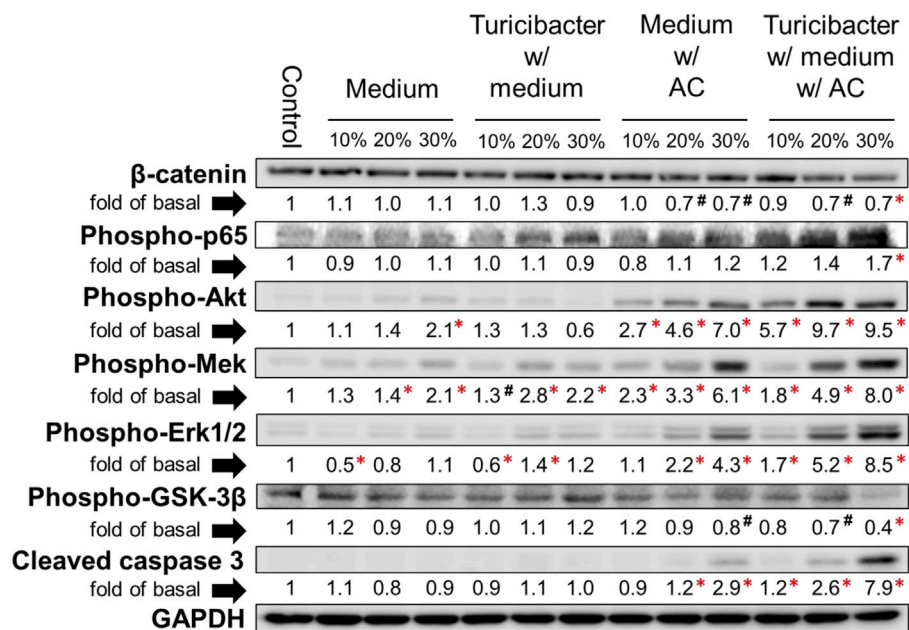 Control
Medium
Turicibacter
w/
medium
Medium
w/
AC
Turicibacter
w/ medium
w/ AC
10% 20% 30% 10% 20% 30% 10% 20% 30% 10% 20% 30%
β-catenin
fold of basal 1 1.1 1.0 1.1 1.0 1.3 0.9 1.0 0.7# 0.7# 0.9 0.7# 0.7*
Phospho-p65
fold of basal 1 0.9 1.0 1.1 1.0 1.1 0.9 0.8 1.1 1.2 1.2 1.4 1.7*
Phospho-Akt
fold of basal 1 1.1 1.4 2.1* 1.3 1.3 0.6 2.7* 4.6* 7.0* 5.7* 9.7* 9.5*
Phospho-Mek
fold of basal 1 1.3 1.4* 2.1* 1.3# 2.8* 2.2* 2.3* 3.3* 6.1* 1.8* 4.9* 8.0*
Phospho-Erk1/2
fold of basal 1 0.5* 0.8 1.1 0.6* 1.4* 1.2 1.1 2.2* 4.3* 1.7* 5.2* 8.5*
Phospho-GSK-3β
fold of basal 1 1.2 0.9 0.9 1.0 1.1 1.2 1.2 0.9 0.8# 0.8 0.7# 0.4*
Cleaved caspase 3
fold of basal 1 1.1 0.8 0.9 0.9 1.1 1.0 0.9 1.2* 2.9* 1.2* 2.6* 7.9*
GAPDH